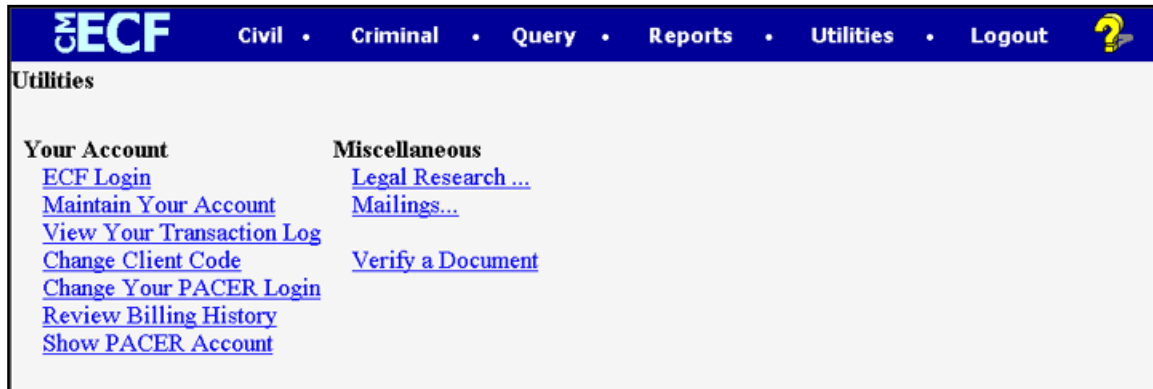 CM ECF Civil • Criminal • Query • Reports • Utilities • Logout ?
Utilities
Your Account Miscellaneous
ECF Login Legal Research ...
Maintain Your Account Mailings...
View Your Transaction Log
Change Client Code Verify a Document
Change Your PACER Login
Review Billing History
Show PACER Account